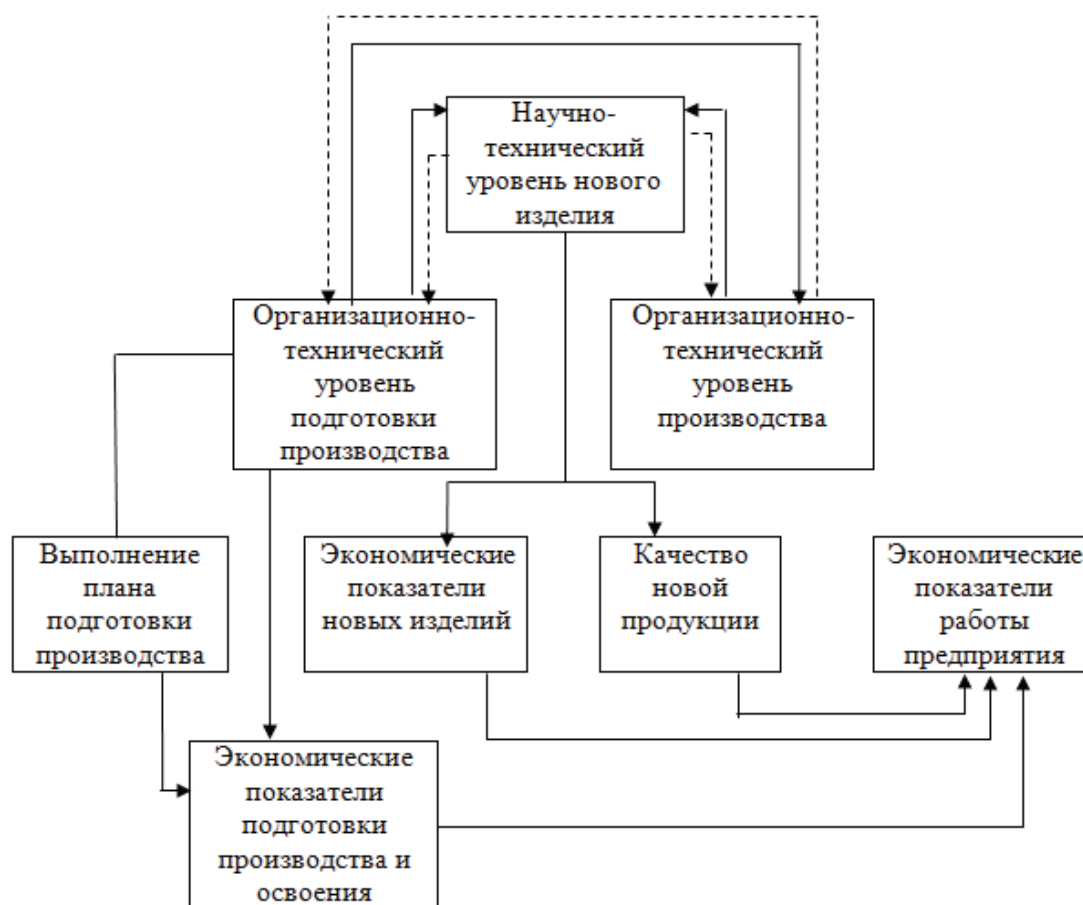 Научно-
технический
уровень нового
изделия
Организационно-
технический
уровень
подготовки
производства
Организационно-
технический
уровень
производства
Выполнение
плана
подготовки
производства
Экономические
показатели
новых изделий
Качество
новой
продукции
Экономические
показатели
работы
предприятия
Экономические
показатели
подготовки
производства и
освоения